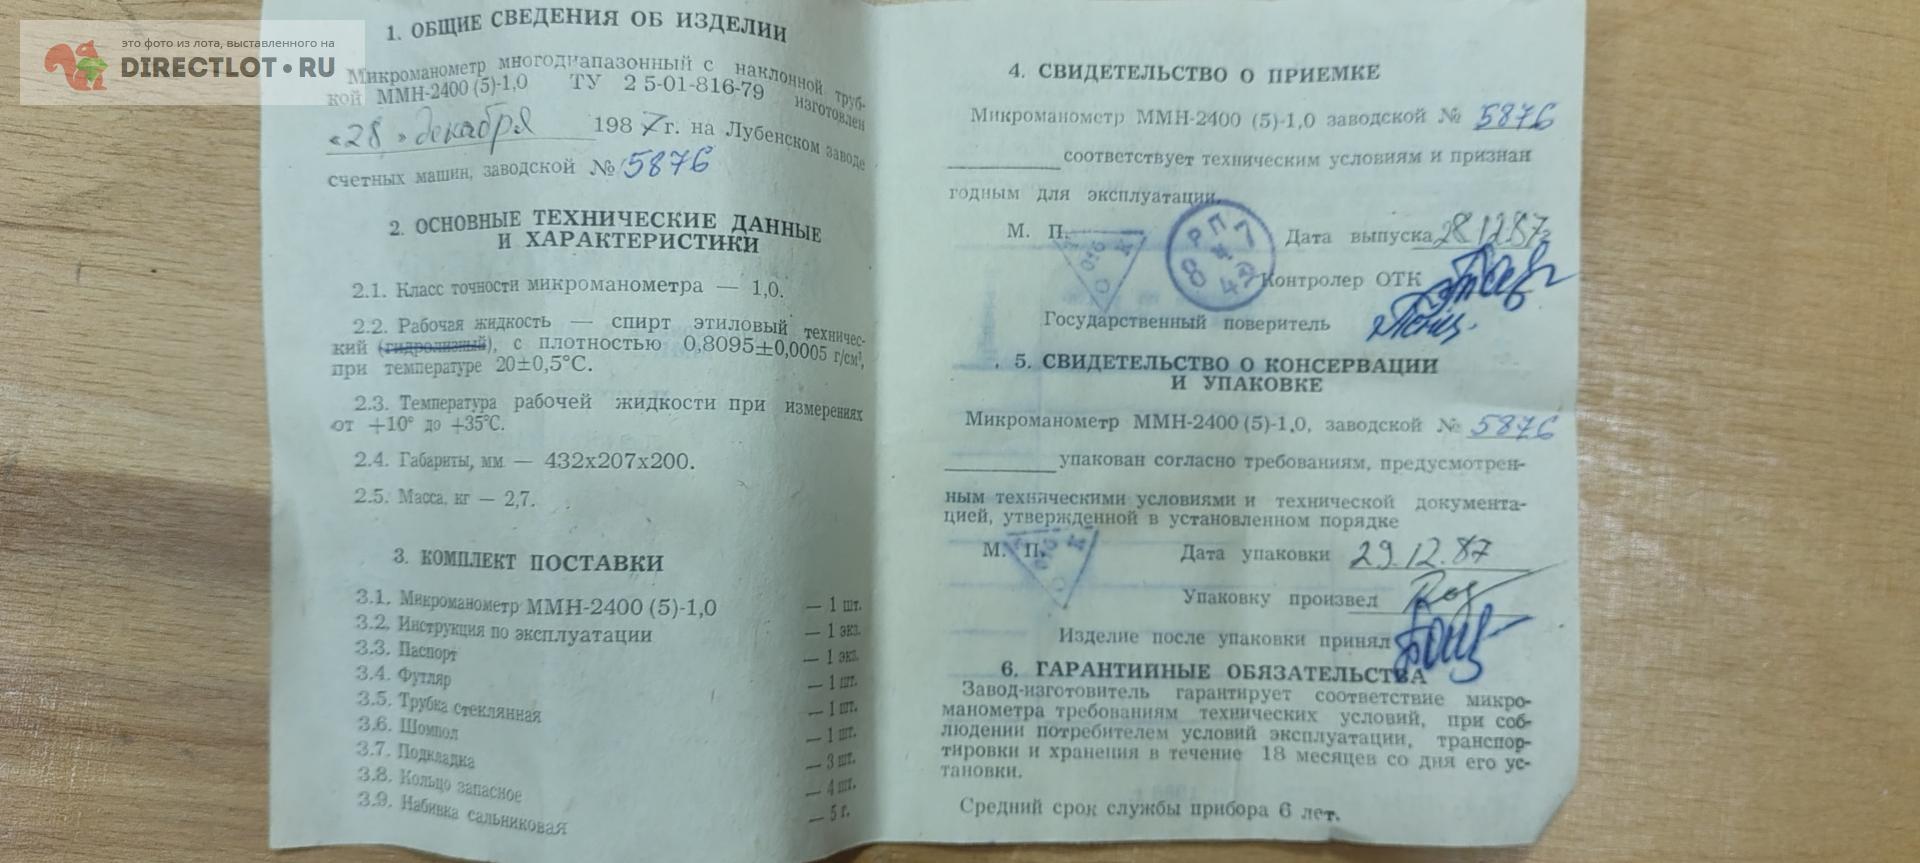 это фото из лота, выставленного на
DIRECTLOT.RU
1. ОБЩИЕ СВЕДЕНИЯ ОБ ИЗДЕЛИИ
Микроманометр многодиапазонный с наклонной труб-
кой ММН-2400 (5)-1,0 ТУ 25-01-816-79 изготовлен
«28» декабря 1987 г. на Лубенском заводе
счетных машин, заводской № 5876
2. ОСНОВНЫЕ ТЕХНИЧЕСКИЕ ДАННЫЕ
И ХАРАКТЕРИСТИКИ
2.1. Класс точности микроманометра — 1,0.
2.2. Рабочая жидкость — спирт этиловый техничес-
кий (гидролизный), с плотностью 0,8095±0,0005 г/см³,
при температуре 20±0,5°С.
2.3. Температура рабочей жидкости при измерениях
от +10° до +35°С.
2.4. Габариты, мм — 432х207х200.
2.5. Масса, кг — 2,7.
3. КОМПЛЕКТ ПОСТАВКИ
3.1. Микроманометр ММН-2400 (5)-1,0 — 1 шт.
3.2. Инструкция по эксплуатации — 1 экз.
3.3. Паспорт — 1 экз.
3.4. Футляр — 1 шт.
3.5. Трубка стеклянная — 1 шт.
3.6. Шомпол — 1 шт.
3.7. Подкладка — 3 шт.
3.8. Кольцо запасное — 4 шт.
3.9. Набивка сальниковая — 5 г.
4. СВИДЕТЕЛЬСТВО О ПРИЕМКЕ
Микроманометр ММН-2400 (5)-1,0 заводской № 5876
соответствует техническим условиям и признан
годным для эксплуатации.
М. П. Дата выпуска 28.12.87г
Контролер ОТК
Государственный поверитель
5. СВИДЕТЕЛЬСТВО О КОНСЕРВАЦИИ
И УПАКОВКЕ
Микроманометр ММН-2400 (5)-1,0, заводской № 5876
упакован согласно требованиям, предусмотрен-
ным техническими условиями и технической документа-
цией, утвержденной в установленном порядке
М. П. Дата упаковки 29.12.87
Упаковку произвел
Изделие после упаковки принял
6. ГАРАНТИЙНЫЕ ОБЯЗАТЕЛЬСТВА
Завод-изготовитель гарантирует соответствие микро-
манометра требованиям технических условий, при соб-
людении потребителем условий эксплуатации, транспор-
тировки и хранения в течение 18 месяцев со дня его ус-
тановки.
Средний срок службы прибора 6 лет.